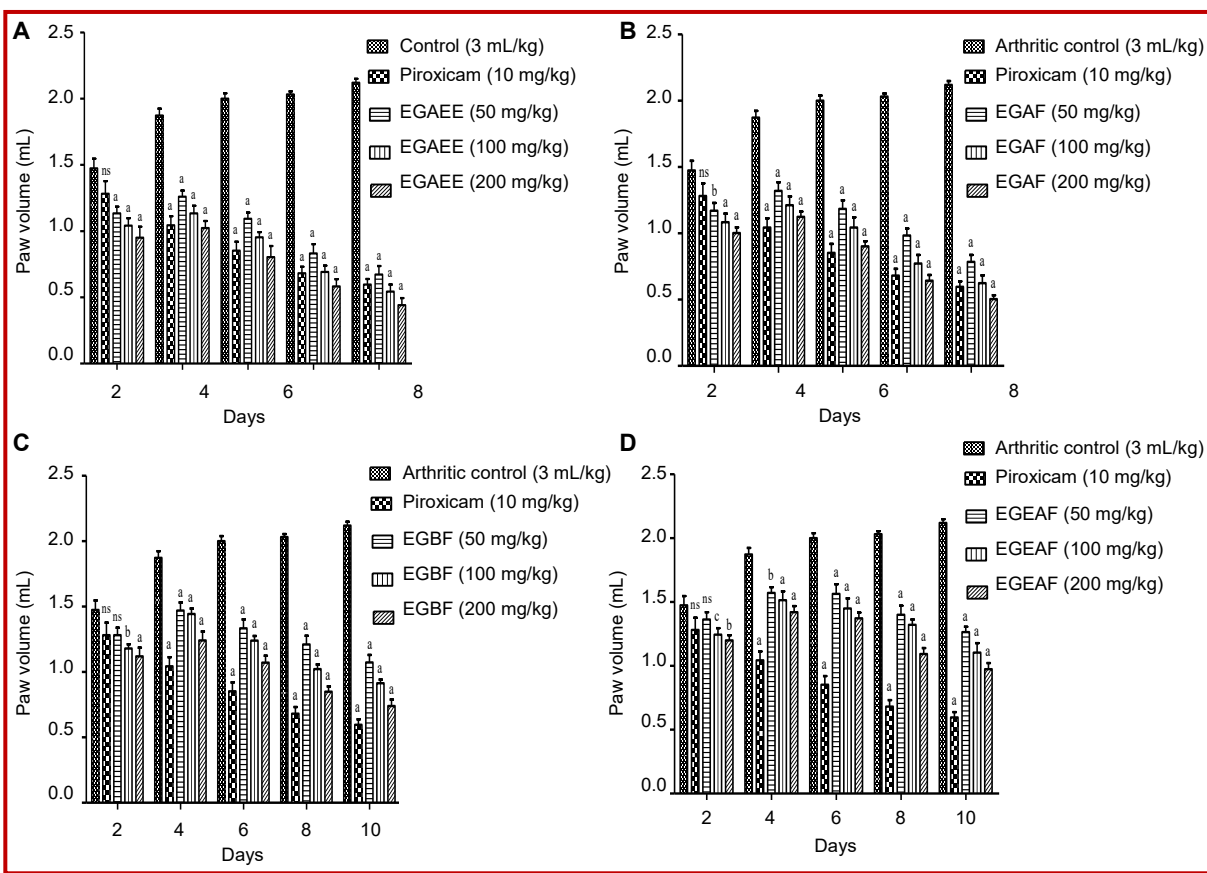 A
2.5
2.0
1.5
1.0
0.5
0.0
Paw volume (mL)
Control (3 mL/kg)
Piroxicam (10 mg/kg)
EGAEE (50 mg/kg)
EGAEE (100 mg/kg)
EGAEE (200 mg/kg)
ns a a a
a a a a
a a a a
a a a a
a a a a
2 4 6 8
Days
B
2.5
2.0
1.5
1.0
0.5
0.0
Paw volume (mL)
Arthritic control (3 mL/kg)
Piroxicam (10 mg/kg)
EGAF (50 mg/kg)
EGAF (100 mg/kg)
EGAF (200 mg/kg)
ns b a a
a a a a
a a a a
a a a a
a a a a
2 4 6 8
Days
C
2.5
2.0
1.5
1.0
0.5
0.0
Paw volume (mL)
Arthritic control (3 mL/kg)
Piroxicam (10 mg/kg)
EGBF (50 mg/kg)
EGBF (100 mg/kg)
EGBF (200 mg/kg)
ns ns b a
a a a a
a a a a
a a a a
a a a a
2 4 6 8 10
Days
D
2.5
2.0
1.5
1.0
0.5
0.0
Paw volume (mL)
Arthritic control (3 mL/kg)
Piroxicam (10 mg/kg)
EGEAF (50 mg/kg)
EGEAF (100 mg/kg)
EGEAF (200 mg/kg)
ns ns c b
a b a a
a a a a
a a a a
a a a a
2 4 6 8 10
Days